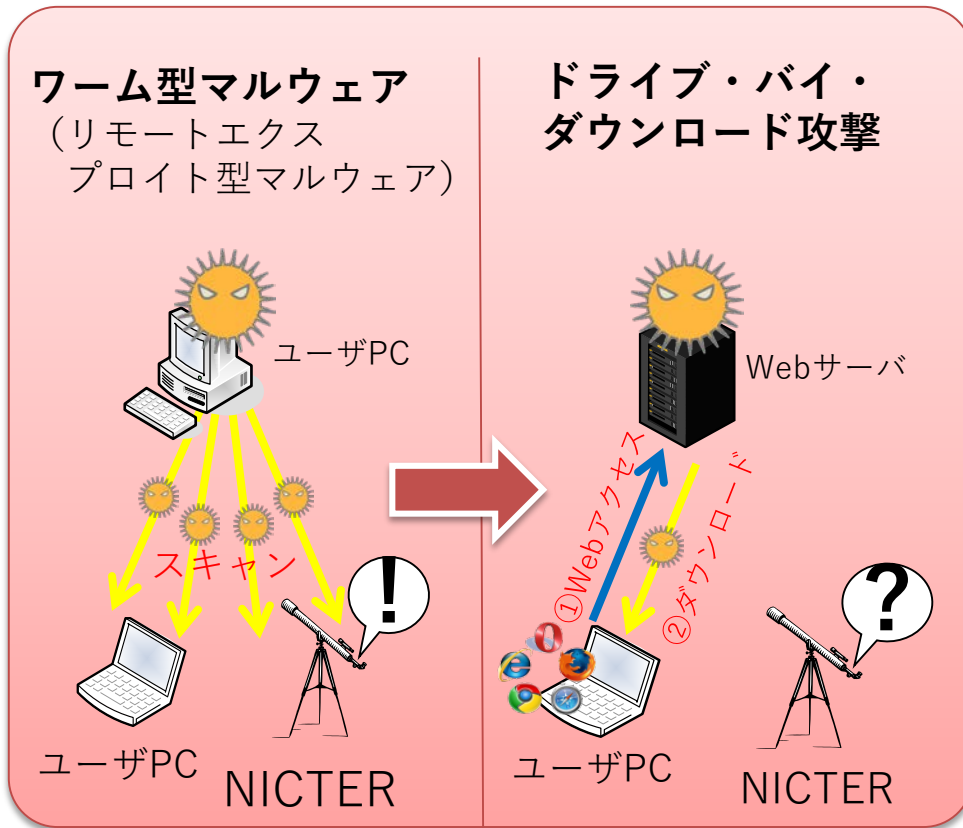 ワーム型マルウェア
（リモートエクス
プロイト型マルウェア）
ユーザPC
スキャン
!
ユーザPC
NICTER
ドライブ・バイ・
ダウンロード攻撃
Webサーバ
①Webアクセス
②ダウンロード
?
ユーザPC
NICTER